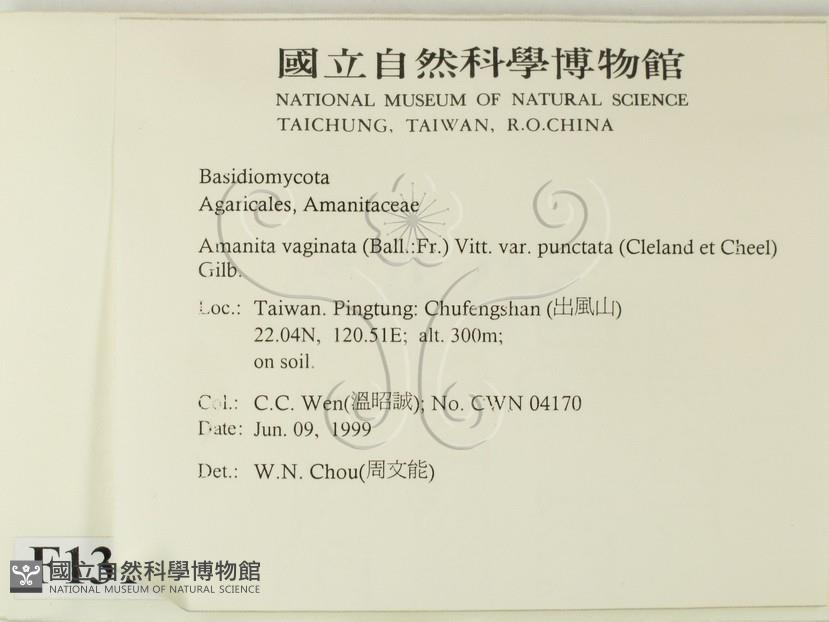 國立自然科學博物館
NATIONAL MUSEUM OF NATURAL SCIENCE
TAICHUNG, TAIWAN, R.O.CHINA
Basidiomycota
Agaricales, Amanitaceae
Amanita vaginata (Ball.:Fr.) Vitt. var. punctata (Cleland et Cheel)
Gilb.
Loc.: Taiwan. Pingtung: Chufengshan (出風山)
22.04N, 120.51E; alt. 300m;
on soil.
Col.: C.C. Wen(溫昭誠); No. CWN 04170
Date: Jun. 09, 1999
Det.: W.N. Chou(周文能)
國立自然科學博物館
NATIONAL MUSEUM OF NATURAL SCIENCE